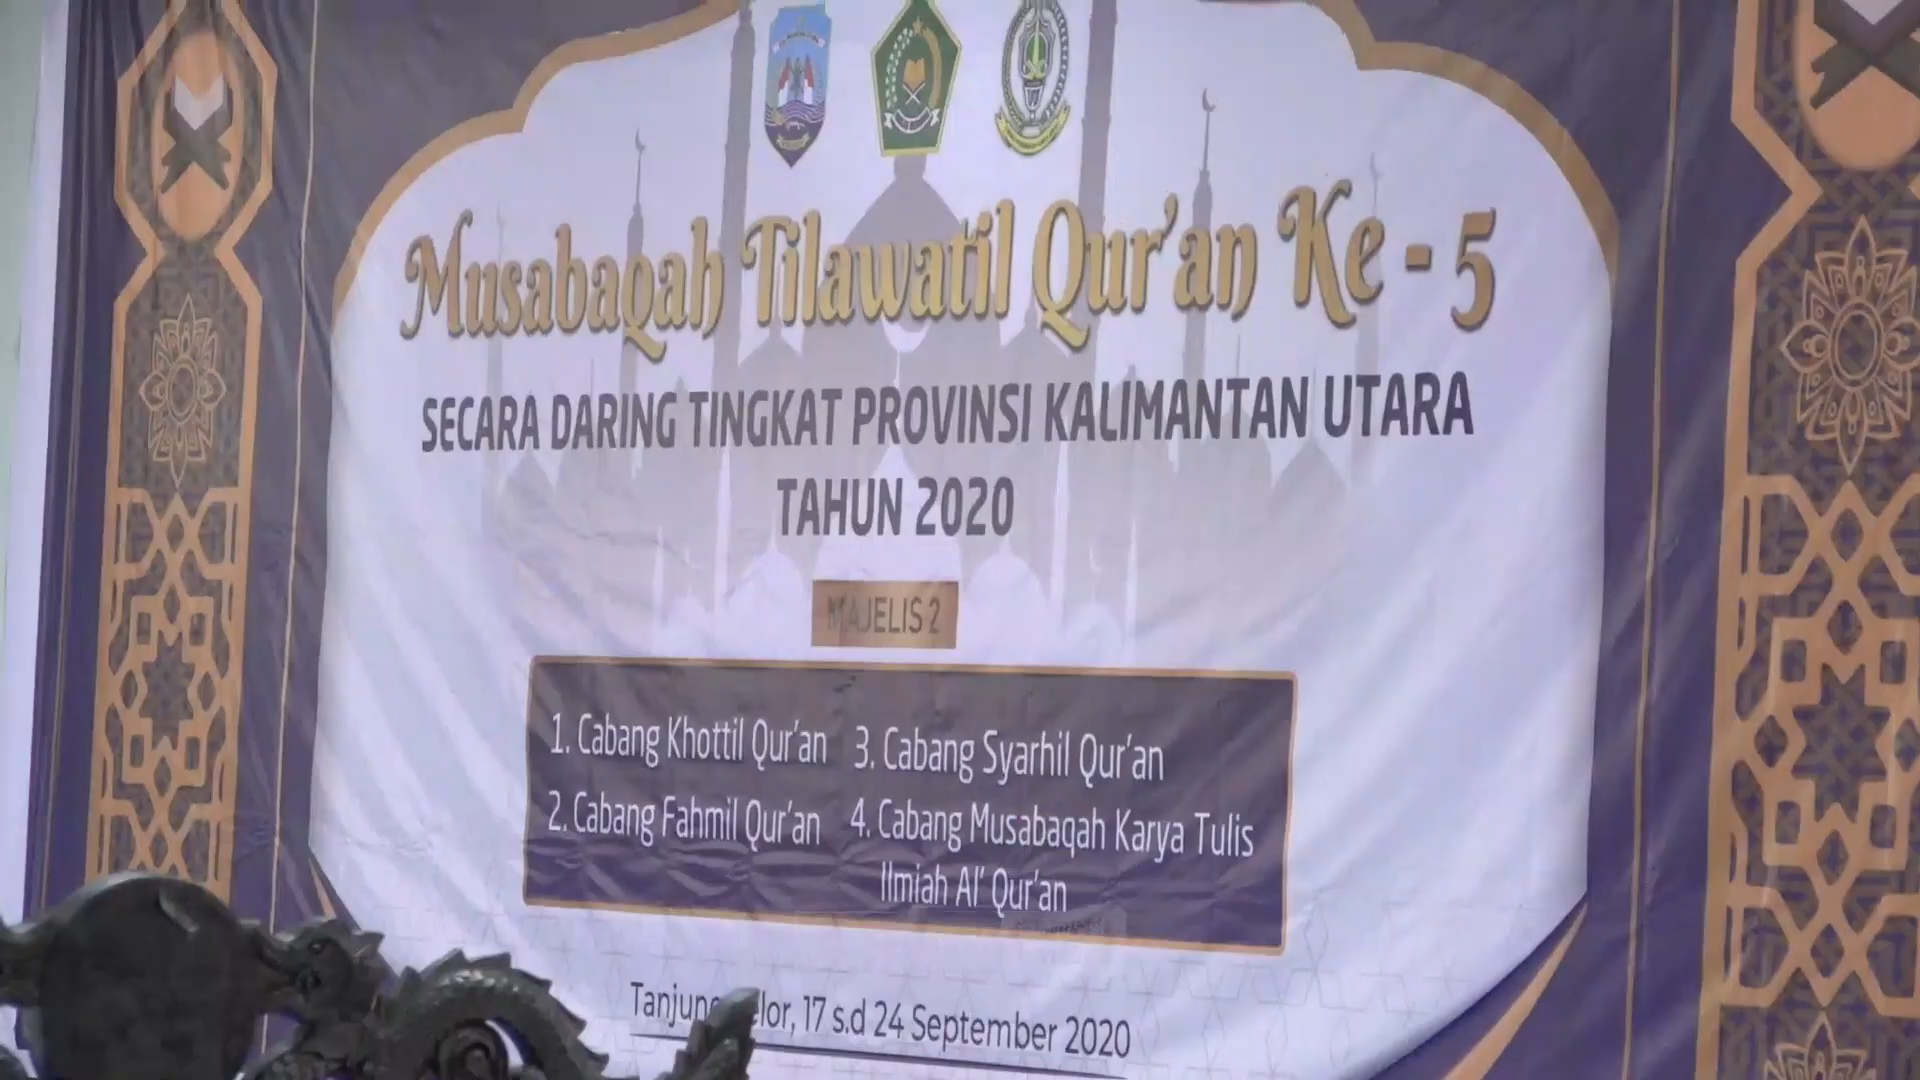 Musabaqah Tilawatil Qur'an Ke - 5
SECARA DARING TINGKAT PROVINSI KALIMANTAN UTARA
TAHUN 2020
MAJELIS 2
1. Cabang Khottil Qur'an
2. Cabang Fahmil Qur'an
3. Cabang Syarhil Qur'an
4. Cabang Musabaqah Karya Tulis
Ilmiah Al' Qur'an
17 s.d 24 September 2020